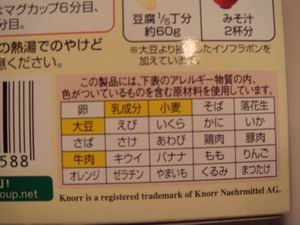 はマグカップ6分目、
の熱湯でのやけど
意ください。
豆腐1/5丁分
約60g
みそ汁
2杯分
※大豆より抽出したイソフラボン
を加えています。
この製品には、下表のアレルギー物質の内、
色がついているものを含む原材料を使用しています。
卵 乳成分 小麦 そば 落花生
大豆 えび いくら かに いか
さば さけ あわび 鶏肉 豚肉
牛肉 キウイ バナナ もも りんご
オレンジ ゼラチン やまいも くるみ まつたけ
588
U!
oup.net
Knorr is a registered trademark of Knorr Naehrmittel AG.